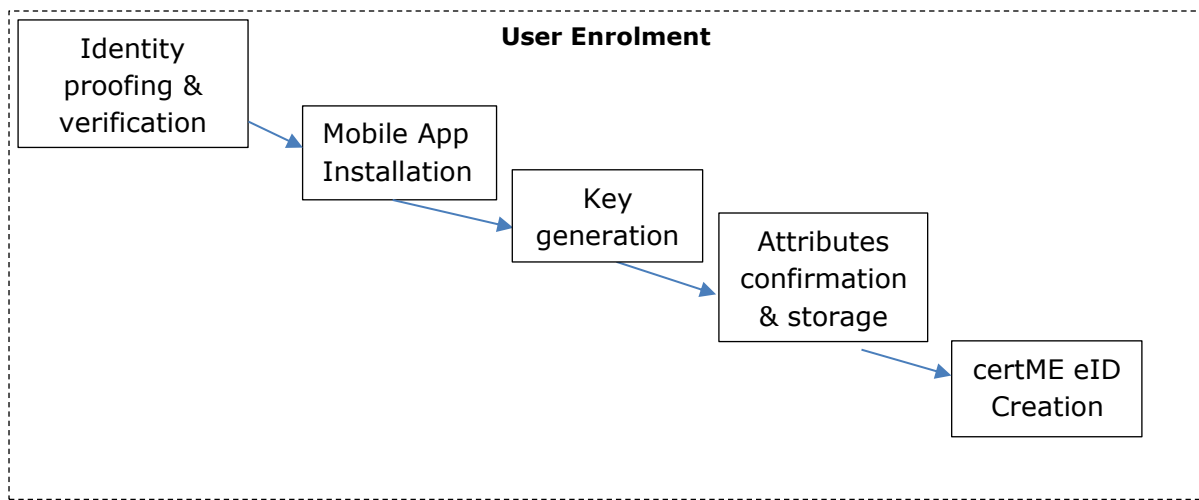 User Enrolment
Identity
proofing &
verification
Mobile App
Installation
Key
generation
Attributes
confirmation
& storage
certME eID
Creation